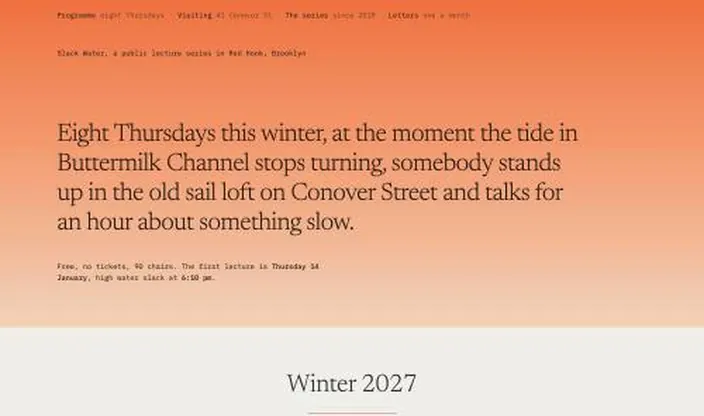 Programme eight Thursdays Visiting 41 Conover St The series since 2019 Letters one a month
Slack Water, a public lecture series in Red Hook, Brooklyn
Eight Thursdays this winter, at the moment the tide in
Buttermilk Channel stops turning, somebody stands
up in the old sail loft on Conover Street and talks for
an hour about something slow.
Free, no tickets, 90 chairs. The first lecture is Thursday 14
January, high water slack at 6:10 pm.
Winter 2027